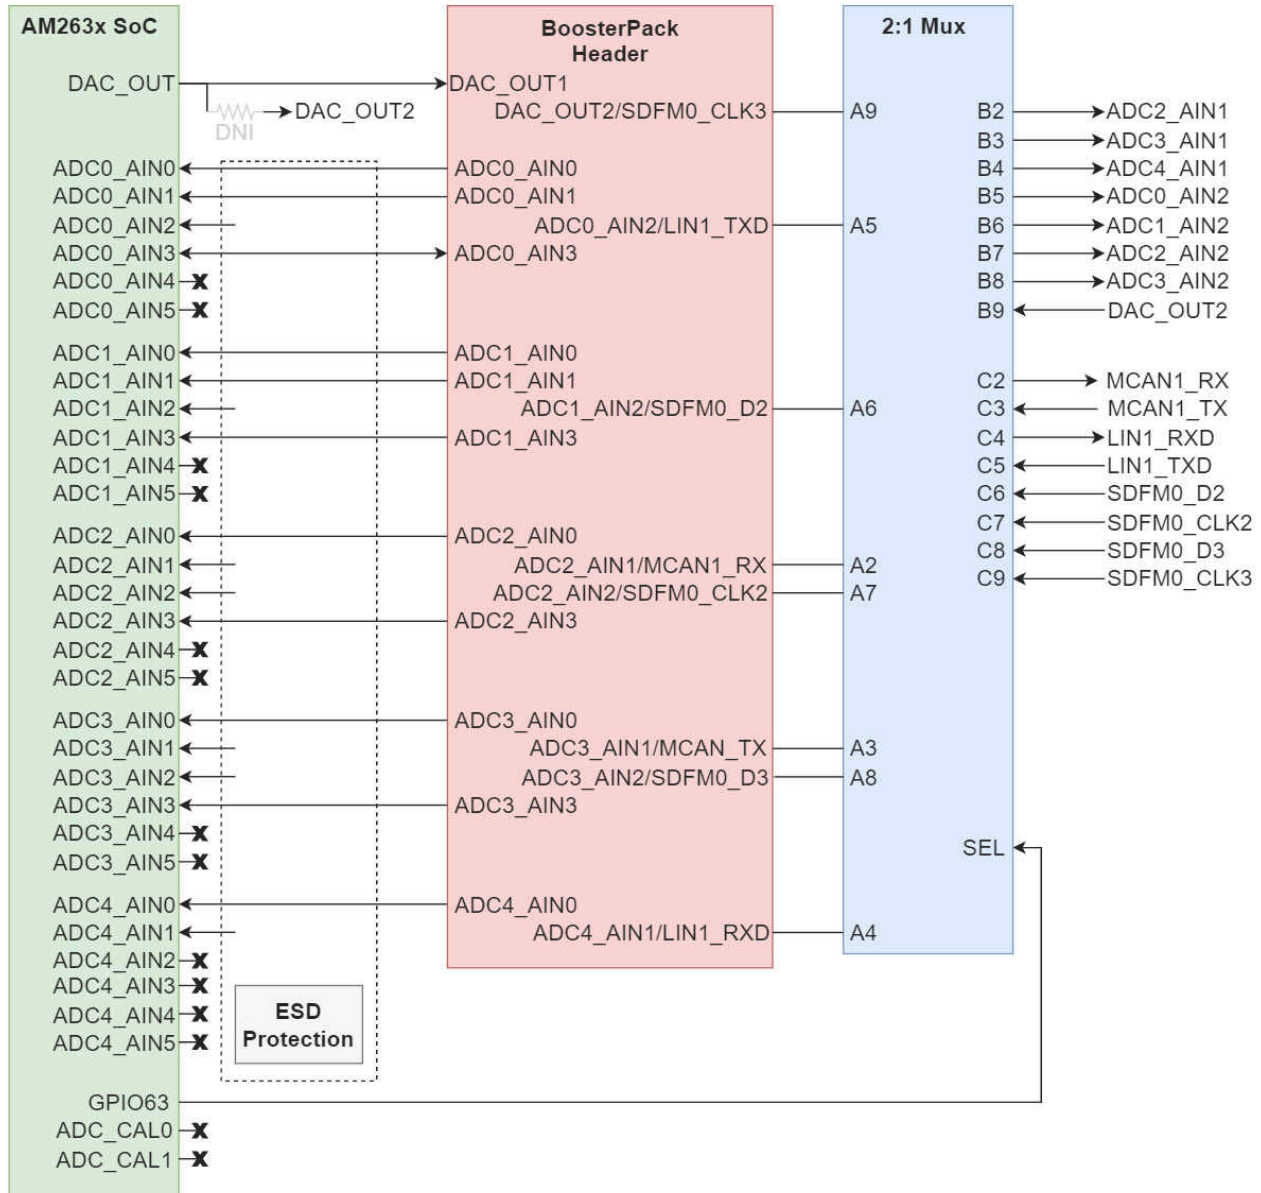 AM263x SoC
BoosterPack
Header
2:1 Mux
DAC_OUT
DAC_OUT1
DNI
DAC_OUT2
DAC_OUT2/SDFM0_CLK3
A9
B2
ADC2_AIN1
B3
ADC3_AIN1
ADC0_AIN0
ADC0_AIN0
B4
ADC4_AIN1
ADC0_AIN1
ADC0_AIN1
B5
ADC0_AIN2
ADC0_AIN2
ADC0_AIN2/LIN1_TXD
A5
B6
ADC1_AIN2
ADC0_AIN3
ADC0_AIN3
B7
ADC2_AIN2
ADC0_AIN4
B8
ADC3_AIN2
ADC0_AIN5
B9
DAC_OUT2
ADC1_AIN0
ADC1_AIN0
ADC1_AIN1
ADC1_AIN1
C2
MCAN1_RX
ADC1_AIN2
ADC1_AIN2/SDFM0_D2
A6
C3
MCAN1_TX
ADC1_AIN3
ADC1_AIN3
C4
LIN1_RXD
ADC1_AIN4
C5
LIN1_TXD
ADC1_AIN5
C6
SDFM0_D2
C7
SDFM0_CLK2
ADC2_AIN0
ADC2_AIN0
C8
SDFM0_D3
ADC2_AIN1
ADC2_AIN1/MCAN1_RX
A2
C9
SDFM0_CLK3
ADC2_AIN2
ADC2_AIN2/SDFM0_CLK2
A7
ADC2_AIN3
ADC2_AIN3
ADC2_AIN4
ADC2_AIN5
ADC3_AIN0
ADC3_AIN0
ADC3_AIN1
ADC3_AIN1/MCAN_TX
A3
ADC3_AIN2
ADC3_AIN2/SDFM0_D3
A8
ADC3_AIN3
ADC3_AIN3
ADC3_AIN4
SEL
ADC3_AIN5
ADC4_AIN0
ADC4_AIN0
ADC4_AIN1
ADC4_AIN1/LIN1_RXD
A4
ADC4_AIN2
ADC4_AIN3
ADC4_AIN4
ADC4_AIN5
ESD
Protection
GPIO63
ADC_CAL0
ADC_CAL1